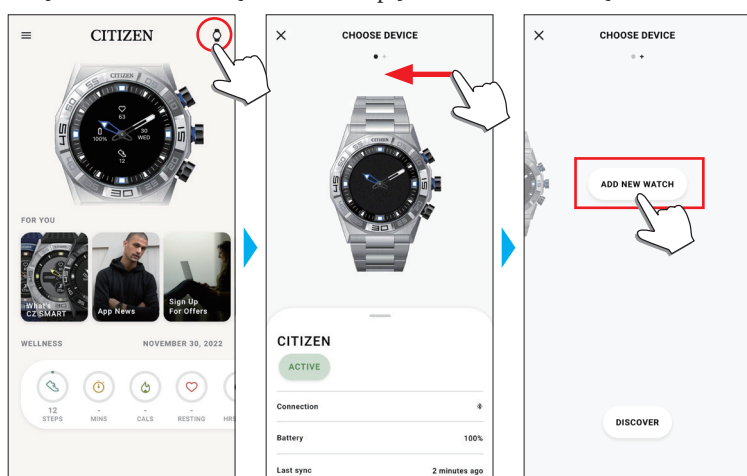 CITIZEN
CITIZEN
63
100%
30
WED
12
FOR YOU
What's
CZ SMART
App News
Sign Up
For Offers
WELLNESS
NOVEMBER 30, 2022
12
STEPS
-
MINS
-
CALS
-
RESTING
HRS
CHOOSE DEVICE
CITIZEN
CITIZEN
ACTIVE
Connection
Battery
100%
Last sync
2 minutes ago
CHOOSE DEVICE
ADD NEW WATCH
DISCOVER